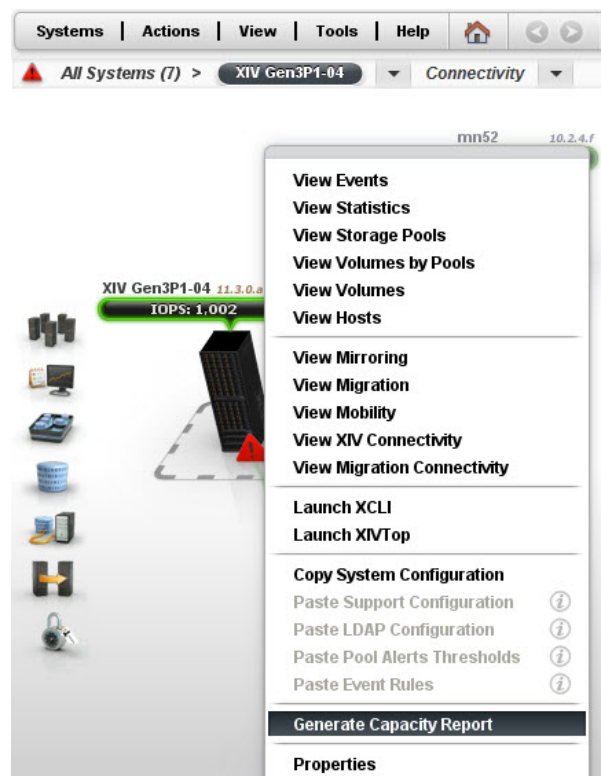 Systems | Actions | View | Tools | Help
All Systems (7) > XIV Gen3P1-04 Connectivity
mn52 10.2.4.f
XIV Gen3P1-04 11.3.0.a
IOPS: 1,002
View Events
View Statistics
View Storage Pools
View Volumes by Pools
View Volumes
View Hosts
View Mirroring
View Migration
View Mobility
View XIV Connectivity
View Migration Connectivity
Launch XCLI
Launch XIVTop
Copy System Configuration
Paste Support Configuration
Paste LDAP Configuration
Paste Pool Alerts Thresholds
Paste Event Rules
Generate Capacity Report
Properties